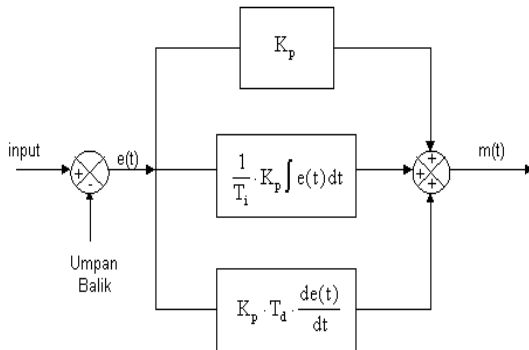 K_p
input
+
-
e(t)
1/T_i · K_p ∫ e(t) dt
+
+
+
m(t)
Umpan
Balik
K_p · T_d · de(t)/dt